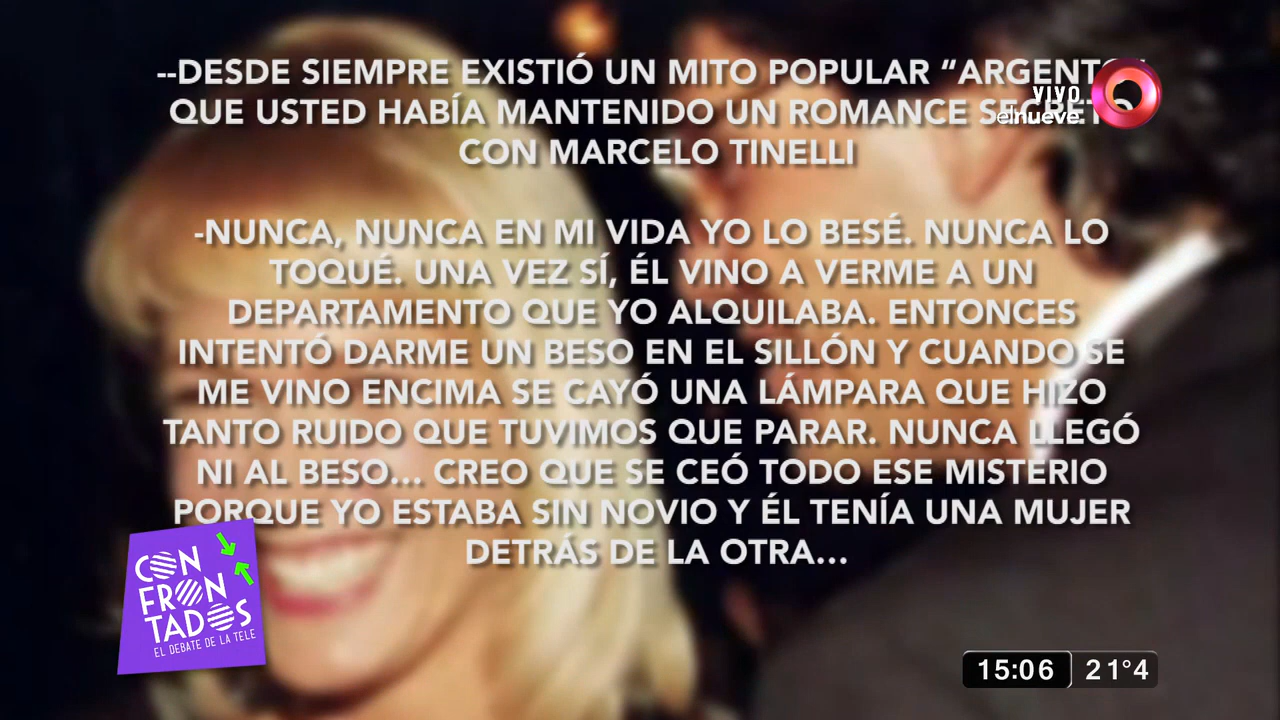 --DESDE SIEMPRE EXISTIÓ UN MITO POPULAR “
QUE USTED HABÍA MANTENIDO UN ROMANCE
CON MARCELO TINELLI
-NUNCA, NUNCA EN MI VIDA YO LO BESÉ. NUNCA LO
TOQUÉ. UNA VEZ SÍ, ÉL VINO A VERME A UN
DEPARTAMENTO QUE YO ALQUILABA. ENTONCES
INTENTÓ DARME UN BESO EN EL SILLÓN Y CUANDO SE
ME VINO ENCIMA SE CAYÓ UNA LÁMPARA QUE HIZO
TANTO RUIDO QUE TUVIMOS QUE PARAR. NUNCA LLEGÓ
NI AL BESO... CREO QUE SE CEÓ TODO ESE MISTERIO
PORQUE YO ESTABA SIN NOVIO Y ÉL TENÍA UNA MUJER
DETRÁS DE LA OTRA...
VIVO
elnueve
CON
FRON
TADOS
EL DEBATE DE LA TELE
15:06 21°4